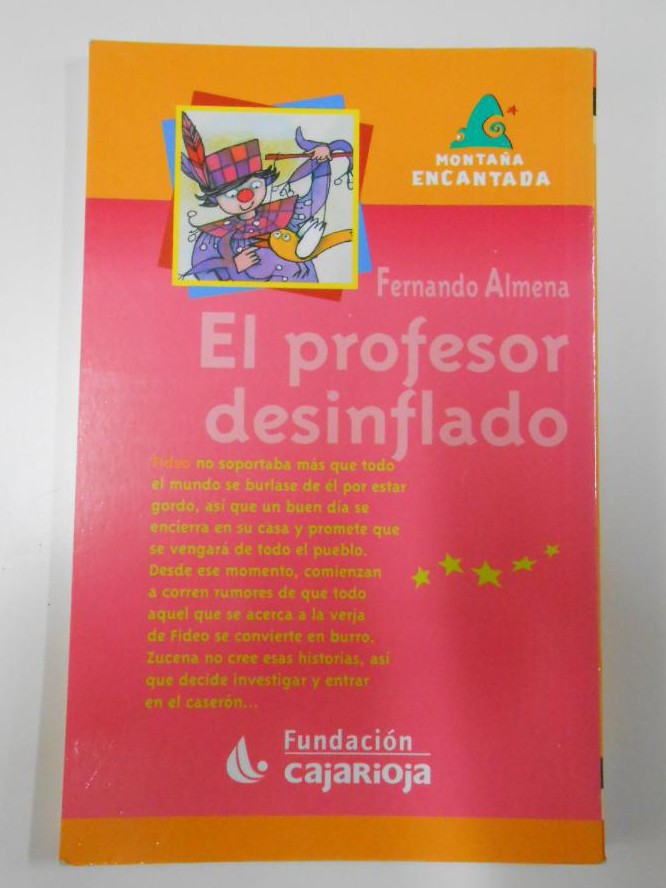 MONTAÑA
ENCANTADA
Fernando Almena
El profesor
desinflado
Fideo no soportaba más que todo
el mundo se burlase de él por estar
gordo, así que un buen día se
encierra en su casa y promete que
se vengará de todo el pueblo.
Desde ese momento, comienzan
a corren rumores de que todo
aquel que se acerca a la verja
de Fideo se convierte en burro.
Zucena no cree esas historias, así
que decide investigar y entrar
en el caserón...
Fundación
cajaRioja